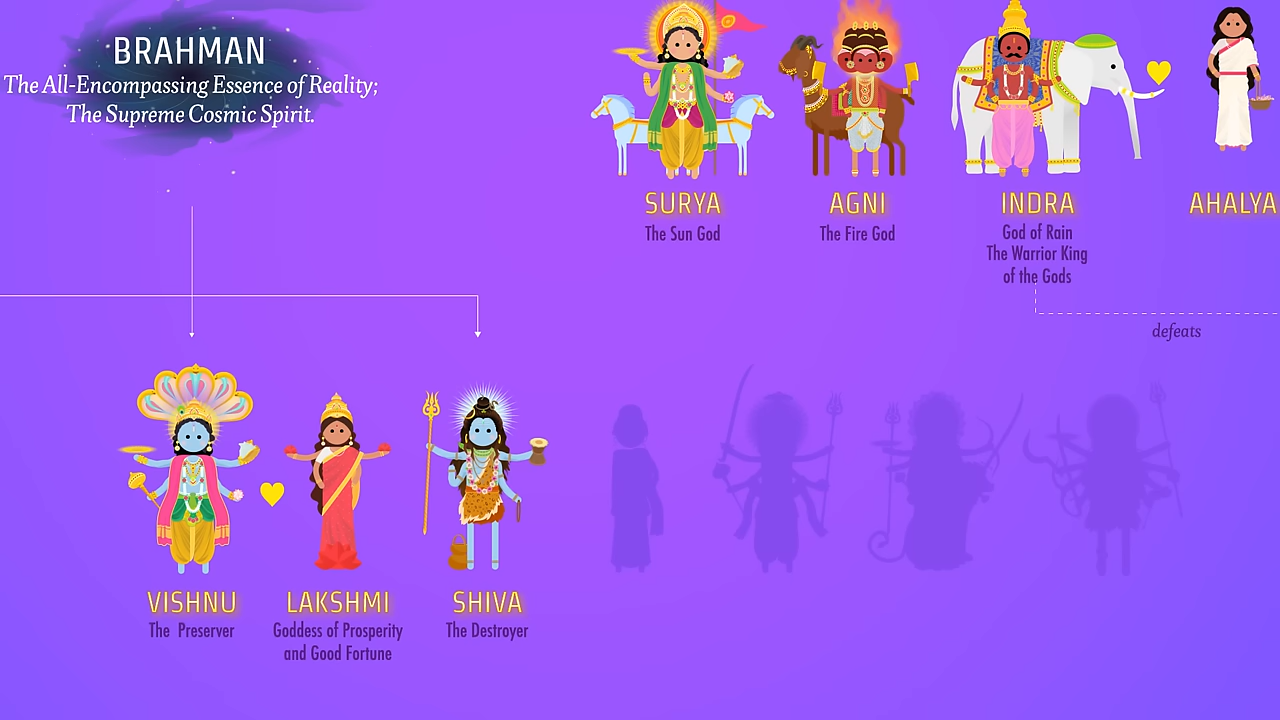 BRAHMAN
The All-Encompassing Essence of Reality;
The Supreme Cosmic Spirit.
SURYA
The Sun God
AGNI
The Fire God
INDRA
God of Rain
The Warrior King
of the Gods
AHALYA
defeats
VISHNU
The Preserver
LAKSHMI
Goddess of Prosperity
and Good Fortune
SHIVA
The Destroyer